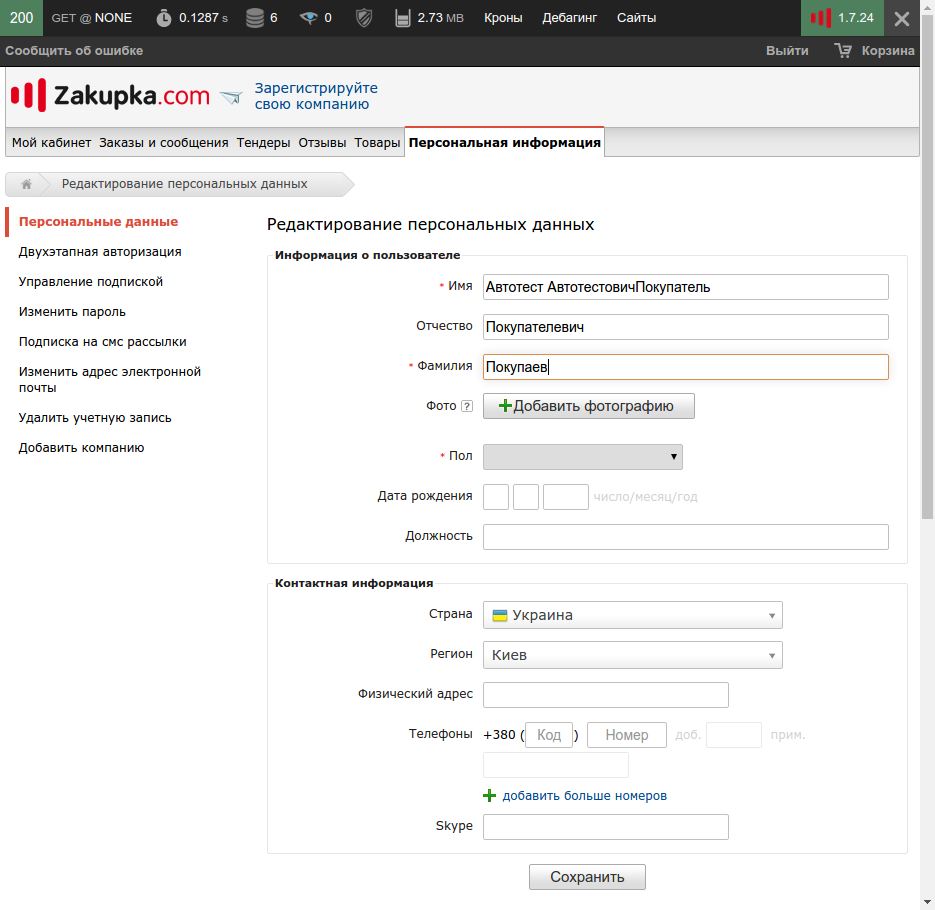 200 GET @ NONE 0.1287 s 6 0 2.73 MB Кроны Дебагинг Сайты 1.7.24
Сообщить об ошибке Выйти Корзина
Zakupka.com Зарегистрируйте
свою компанию
Мой кабинет Заказы и сообщения Тендеры Отзывы Товары Персональная информация
Редактирование персональных данных
Персональные данные
Двухэтапная авторизация
Управление подпиской
Изменить пароль
Подписка на смс рассылки
Изменить адрес электронной
почты
Удалить учетную запись
Добавить компанию
Редактирование персональных данных
Информация о пользователе
* Имя Автотест АвтотестовичПокупатель
Отчество Покупателевич
* Фамилия Покупаев
Фото ? Добавить фотографию
* Пол
Дата рождения число/месяц/год
Должность
Контактная информация
Страна Украина
Регион Киев
Физический адрес
Телефоны +380 ( Код ) Номер доб. прим.
добавить больше номеров
Skype
Сохранить